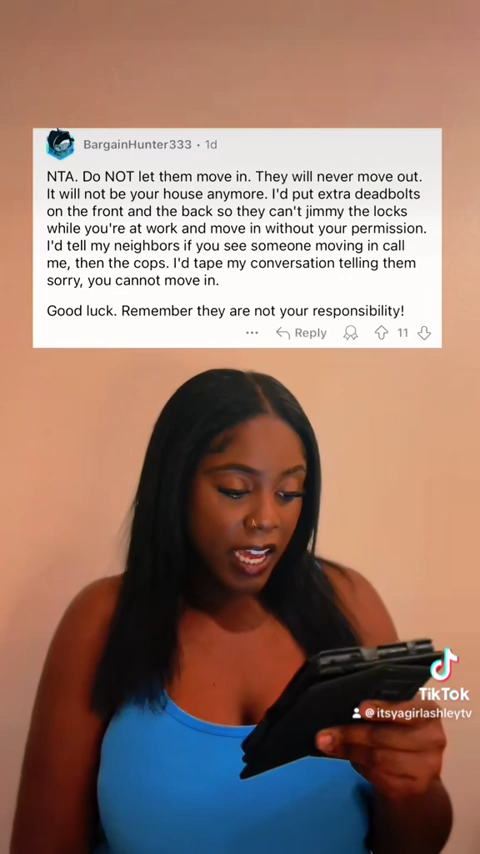 BargainHunter333 • 1d
NTA. Do NOT let them move in. They will never move out.
It will not be your house anymore. I'd put extra deadbolts
on the front and the back so they can't jimmy the locks
while you're at work and move in without your permission.
I'd tell my neighbors if you see someone moving in call
me, then the cops. I'd tape my conversation telling them
sorry, you cannot move in.
Good luck. Remember they are not your responsibility!
Reply 11
TikTok
@itsyagirlashleytv